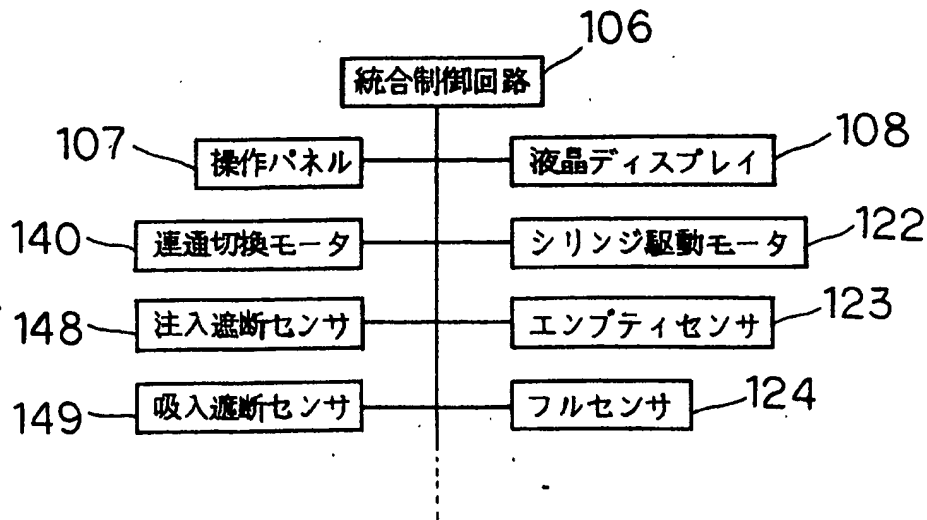 106
統合制御回路
107
操作パネル
液晶ディスプレイ
108
140
連通切換モータ
シリンジ駆動モータ
122
148
注入遮断センサ
エンプティセンサ
123
149
吸入遮断センサ
フルセンサ
124